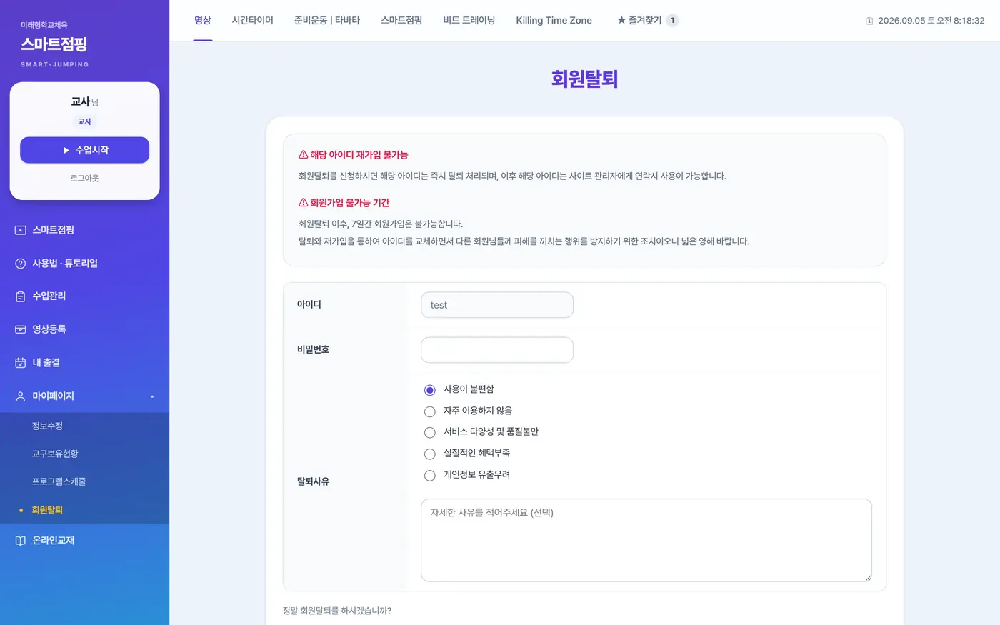 미래형학교체육
스마트점핑
SMART-JUMPING
교사님
교사
수업시작
로그아웃
스마트점핑
사용법 · 튜토리얼
수업관리
영상등록
내 출결
마이페이지
정보수정
교구보유현황
프로그램스케줄
회원탈퇴
온라인교재
명상
시간타이머
준비운동 | 타바타
스마트점핑
비트 트레이닝
Killing Time Zone
★ 즐겨찾기 1
2026.09.05 토 오전 8:18:32
회원탈퇴
해당 아이디 재가입 불가능
회원탈퇴를 신청하시면 해당 아이디는 즉시 탈퇴 처리되며, 이후 해당 아이디는 사이트 관리자에게 연락시 사용이 가능합니다.
회원가입 불가능 기간
회원탈퇴 이후, 7일간 회원가입은 불가능합니다.
탈퇴와 재가입을 통하여 아이디를 교체하면서 다른 회원님들께 피해를 끼치는 행위를 방지하기 위한 조치이오니 넓은 양해 바랍니다.
아이디
test
비밀번호
탈퇴사유
사용이 불편함
자주 이용하지 않음
서비스 다양성 및 품질불만
실질적인 혜택부족
개인정보 유출우려
자세한 사유를 적어주세요 (선택)
정말 회원탈퇴를 하시겠습니까?